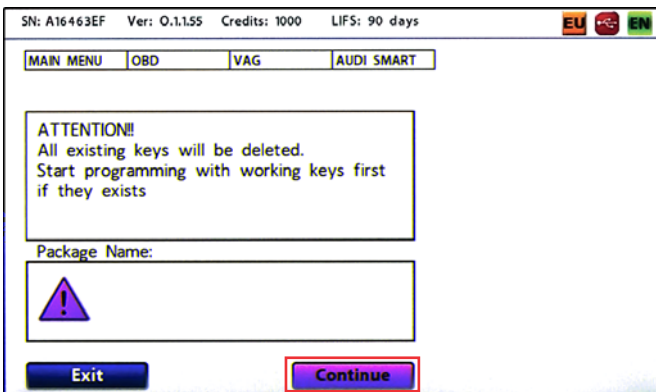 SN: A16463EF Ver: 0.1.1.55 Credits: 1000 LIFS: 90 days EU EN
MAIN MENU OBD VAG AUDI SMART
ATTENTION!!
All existing keys will be deleted.
Start programming with working keys first
if they exists
Package Name:
!
Exit Continue